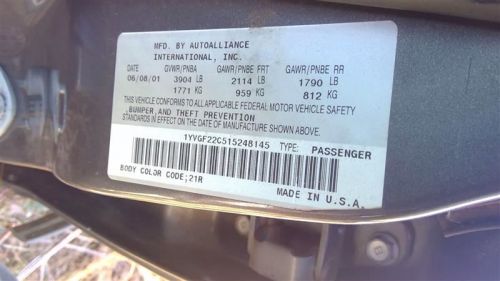 MFD. BY AUTOALLIANCE
INTERNATIONAL, INC.
GVWR/PNBA GAWR/PNBE FRT GAWR/PNBE RR
06/08/01 3904 LB 2114 LB 1790 LB
1771 KG 959 KG 812 KG
THIS VEHICLE CONFORMS TO ALL APPLICABLE FEDERAL MOTOR VEHICLE SAFETY
,BUMPER, AND THEFT PREVENTION
STANDARDS IN EFFECT ON THE DATE OF MANUFACTURE SHOWN ABOVE.
1YVGF22C515248145 TYPE: PASSENGER
BODY COLOR CODE;21R
MADE IN U.S.A.